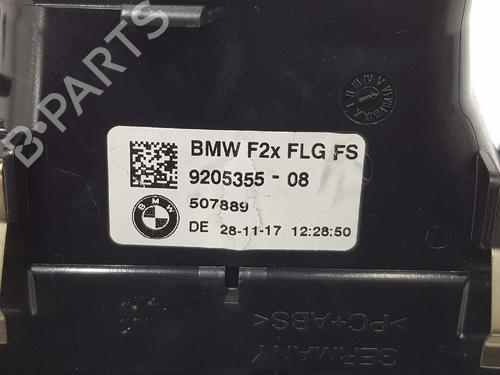 B-PARTS
BMW F2x FLG FS
9205355 - 08
507889
BMW
DE 28-11-17 12:28:50
>PC+ABS<
GERMANY